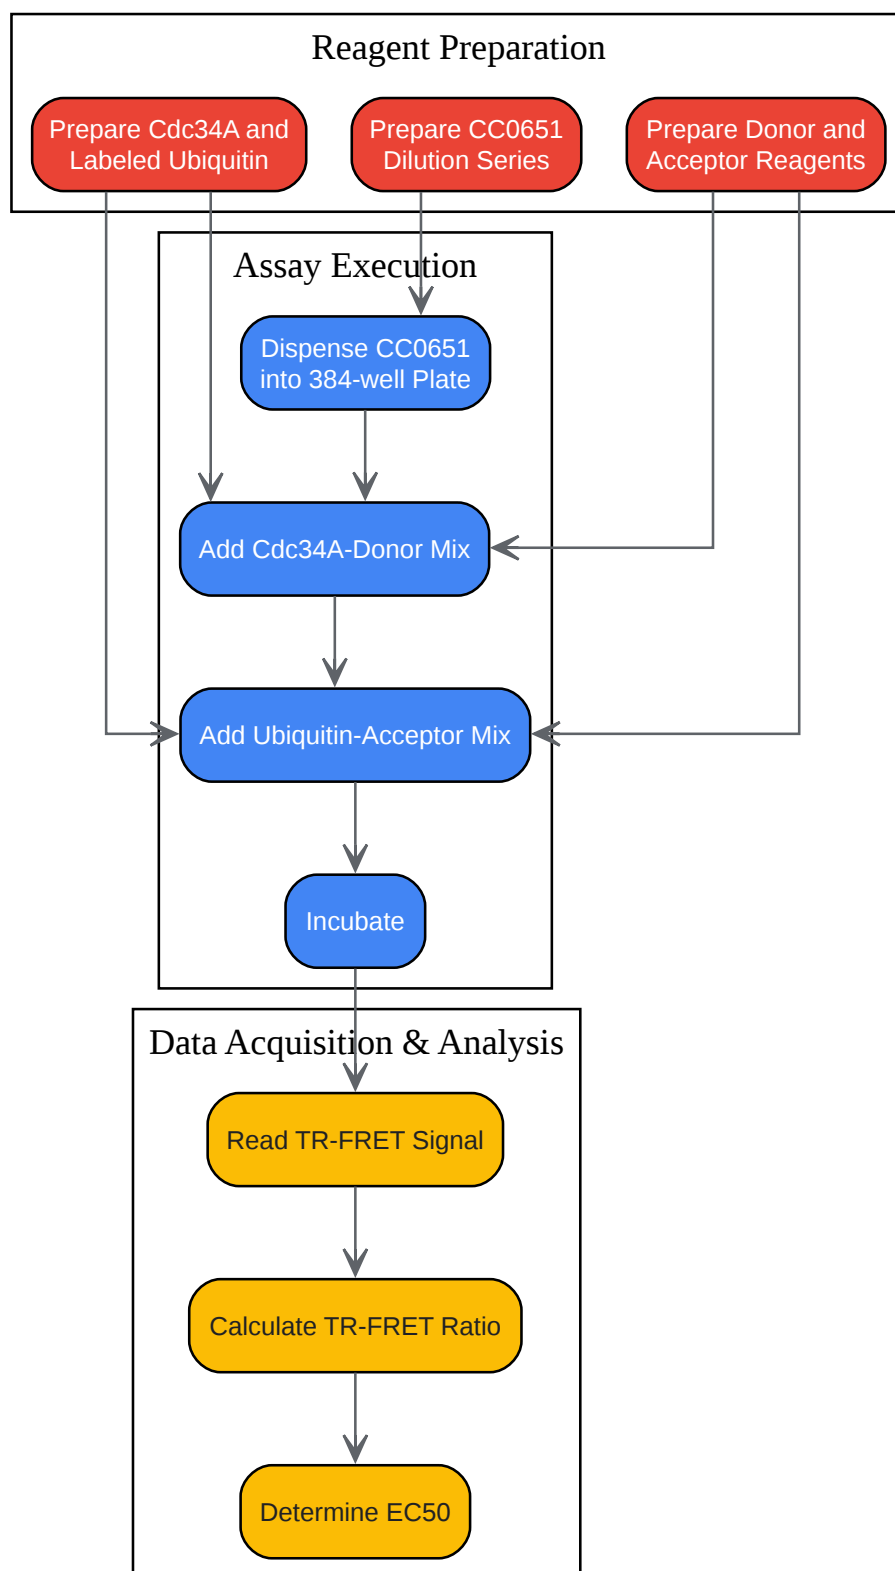 Reagent Preparation
Prepare Cdc34A and
Labeled Ubiquitin
Prepare CC0651
Dilution Series
Prepare Donor and
Acceptor Reagents
Assay Execution
Dispense CC0651
into 384-well Plate
Add Cdc34A-Donor Mix
Add Ubiquitin-Acceptor Mix
Incubate
Data Acquisition & Analysis
Read TR-FRET Signal
Calculate TR-FRET Ratio
Determine EC50